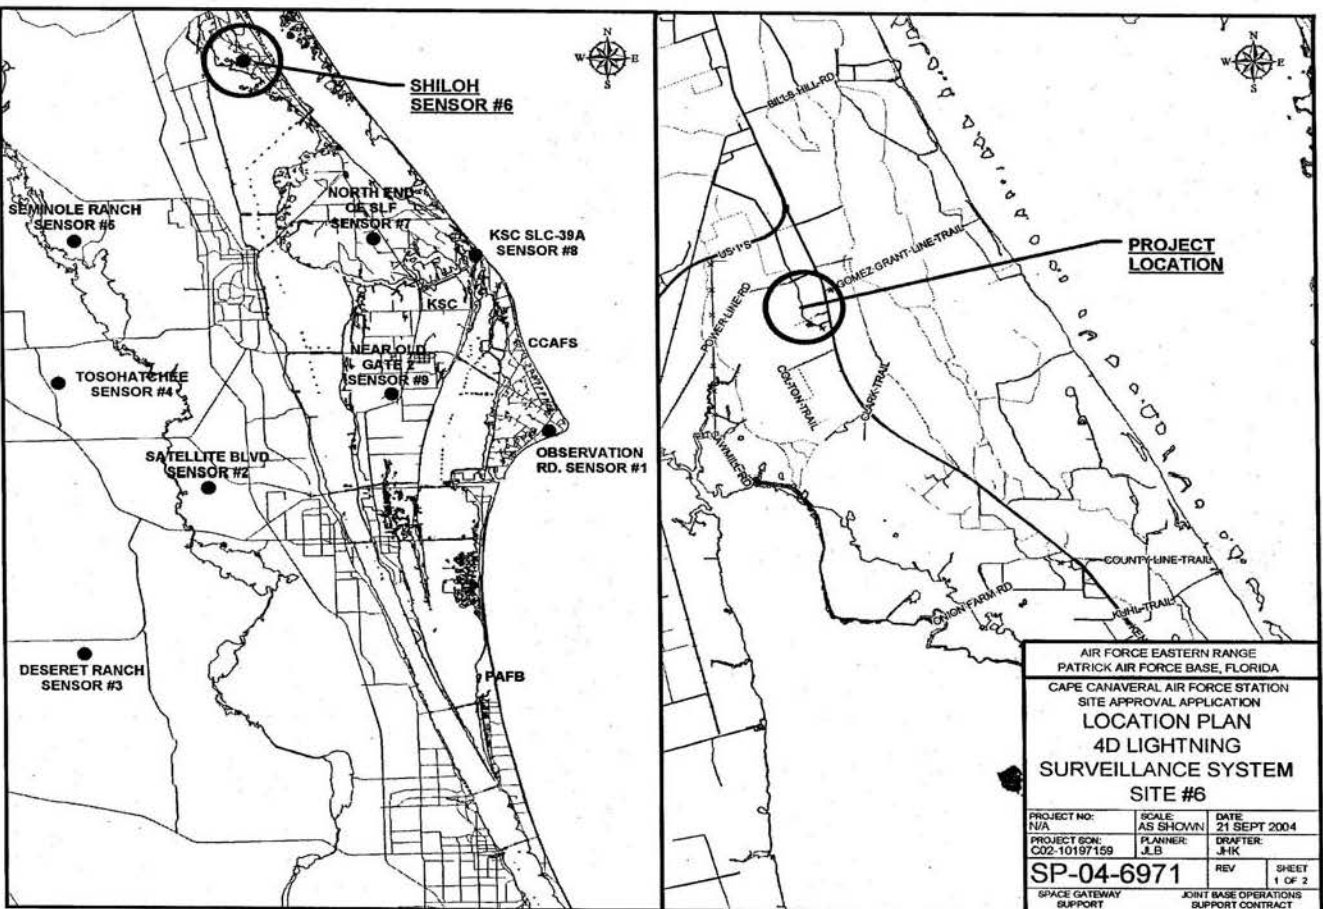 N
W E
S
SHILOH
SENSOR #6
SEMINOLE RANCH
SENSOR #5
NORTH END
OF SLF
SENSOR #7
KSC SLC-39A
SENSOR #8
KSC
CCAFS
NEAR OLD
GATE 2
SENSOR #9
TOSOHATCHEE
SENSOR #4
SATELLITE BLVD
SENSOR #2
OBSERVATION
RD. SENSOR #1
DESERET RANCH
SENSOR #3
PAFB
N
W E
S
BILLS-HILL-RD
US-1-S
GOMEZ-GRANT-LINE-TRAIL
PROJECT
LOCATION
POWER-LINE-RD
COLTON-TRAIL
CLARK-TRAIL
COUNTY-LINE-TRAIL
ONION FARM RD
KUHL-TRAIL
AIR FORCE EASTERN RANGE
PATRICK AIR FORCE BASE, FLORIDA
CAPE CANAVERAL AIR FORCE STATION
SITE APPROVAL APPLICATION
LOCATION PLAN
4D LIGHTNING
SURVEILLANCE SYSTEM
SITE #6
PROJECT NO: SCALE: DATE:
N/A AS SHOWN 21 SEPT 2004
PROJECT SGN: PLANNER: DRAFTER:
C02-10197159 JLB JHK
SP-04-6971 REV SHEET
1 OF 2
SPACE GATEWAY JOINT BASE OPERATIONS
SUPPORT SUPPORT CONTRACT